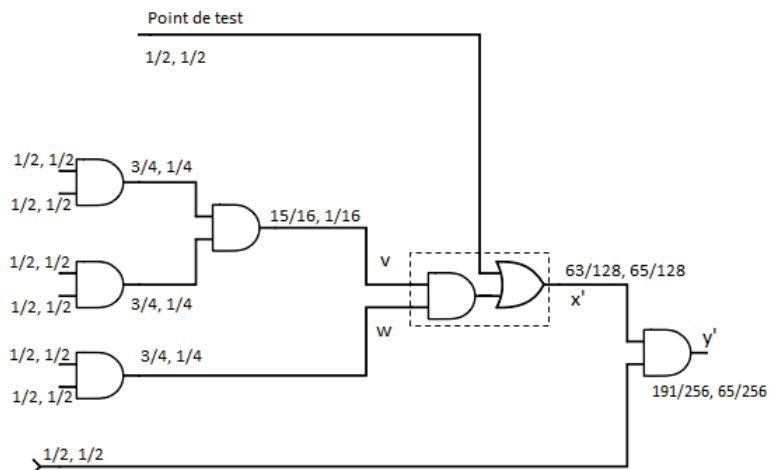 Point de test
1/2, 1/2
1/2, 1/2
3/4, 1/4
1/2, 1/2
15/16, 1/16
v
63/128, 65/128
1/2, 1/2
x'
1/2, 1/2
3/4, 1/4
w
y'
1/2, 1/2
3/4, 1/4
1/2, 1/2
191/256, 65/256
1/2, 1/2